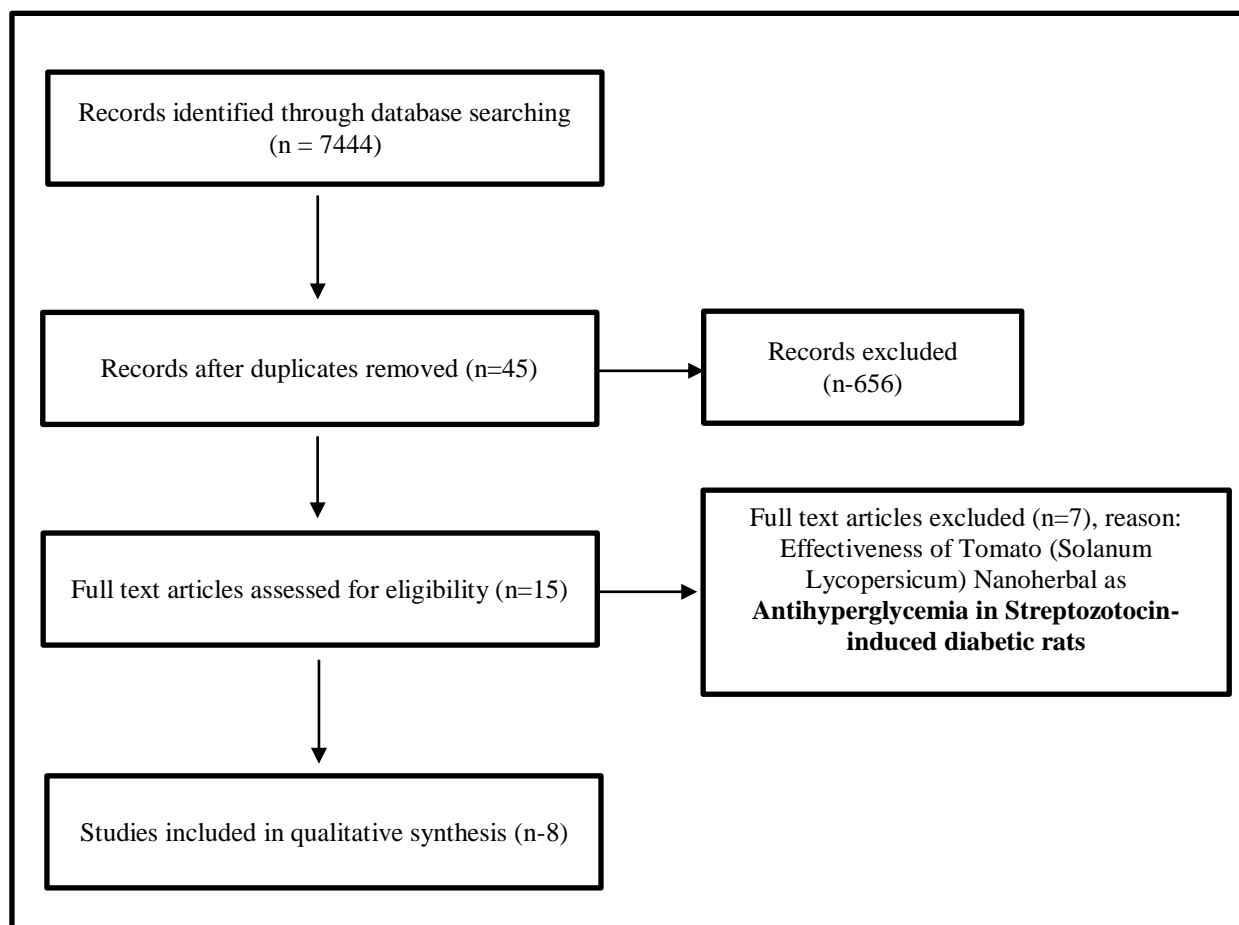 Records identified through database searching
(n = 7444)
Records after duplicates removed (n=45)
Records excluded
(n-656)
Full text articles assessed for eligibility (n=15)
Full text articles excluded (n=7), reason:
Effectiveness of Tomato (Solanum
Lycopersicum) Nanoherbal as
Antihyperglycemia in Streptozotocin-
induced diabetic rats
Studies included in qualitative synthesis (n-8)